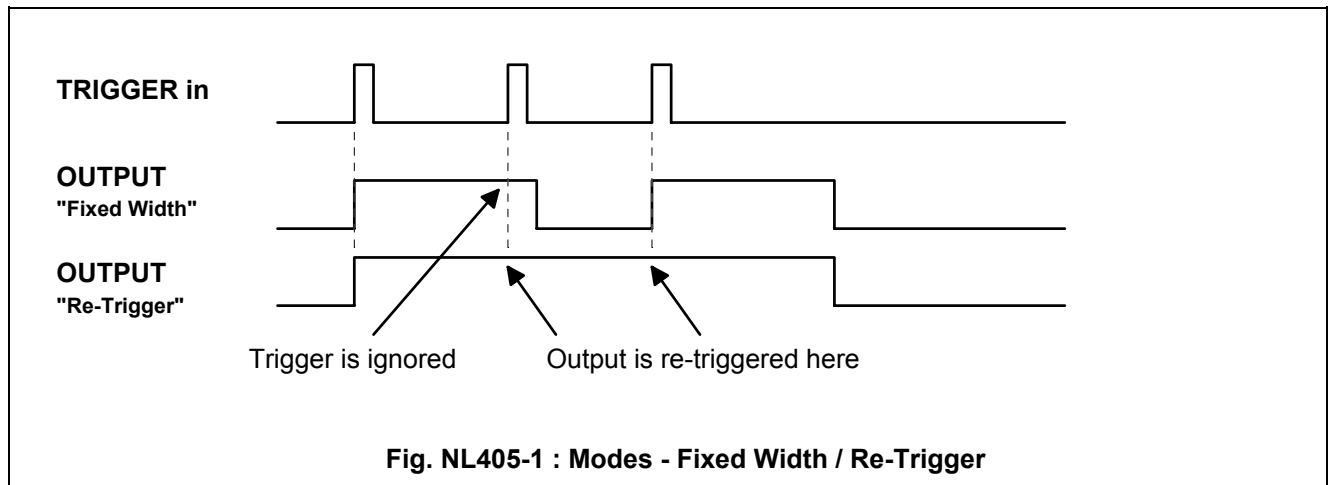 TRIGGER in
OUTPUT
"Fixed Width"
OUTPUT
"Re-Trigger"
Trigger is ignored
Output is re-triggered here
Fig. NL405-1 : Modes - Fixed Width / Re-Trigger